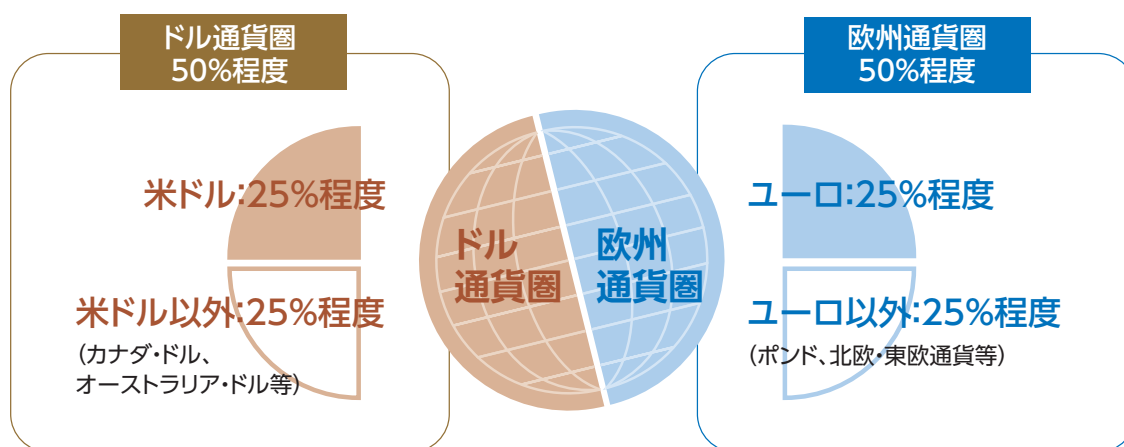 ドル通貨圏
50%程度
米ドル:25%程度
米ドル以外:25%程度
(カナダ・ドル、
オーストラリア・ドル等)
ドル
通貨圏
欧州
通貨圏
欧州通貨圏
50%程度
ユーロ:25%程度
ユーロ以外:25%程度
(ポンド、北欧・東欧通貨等)